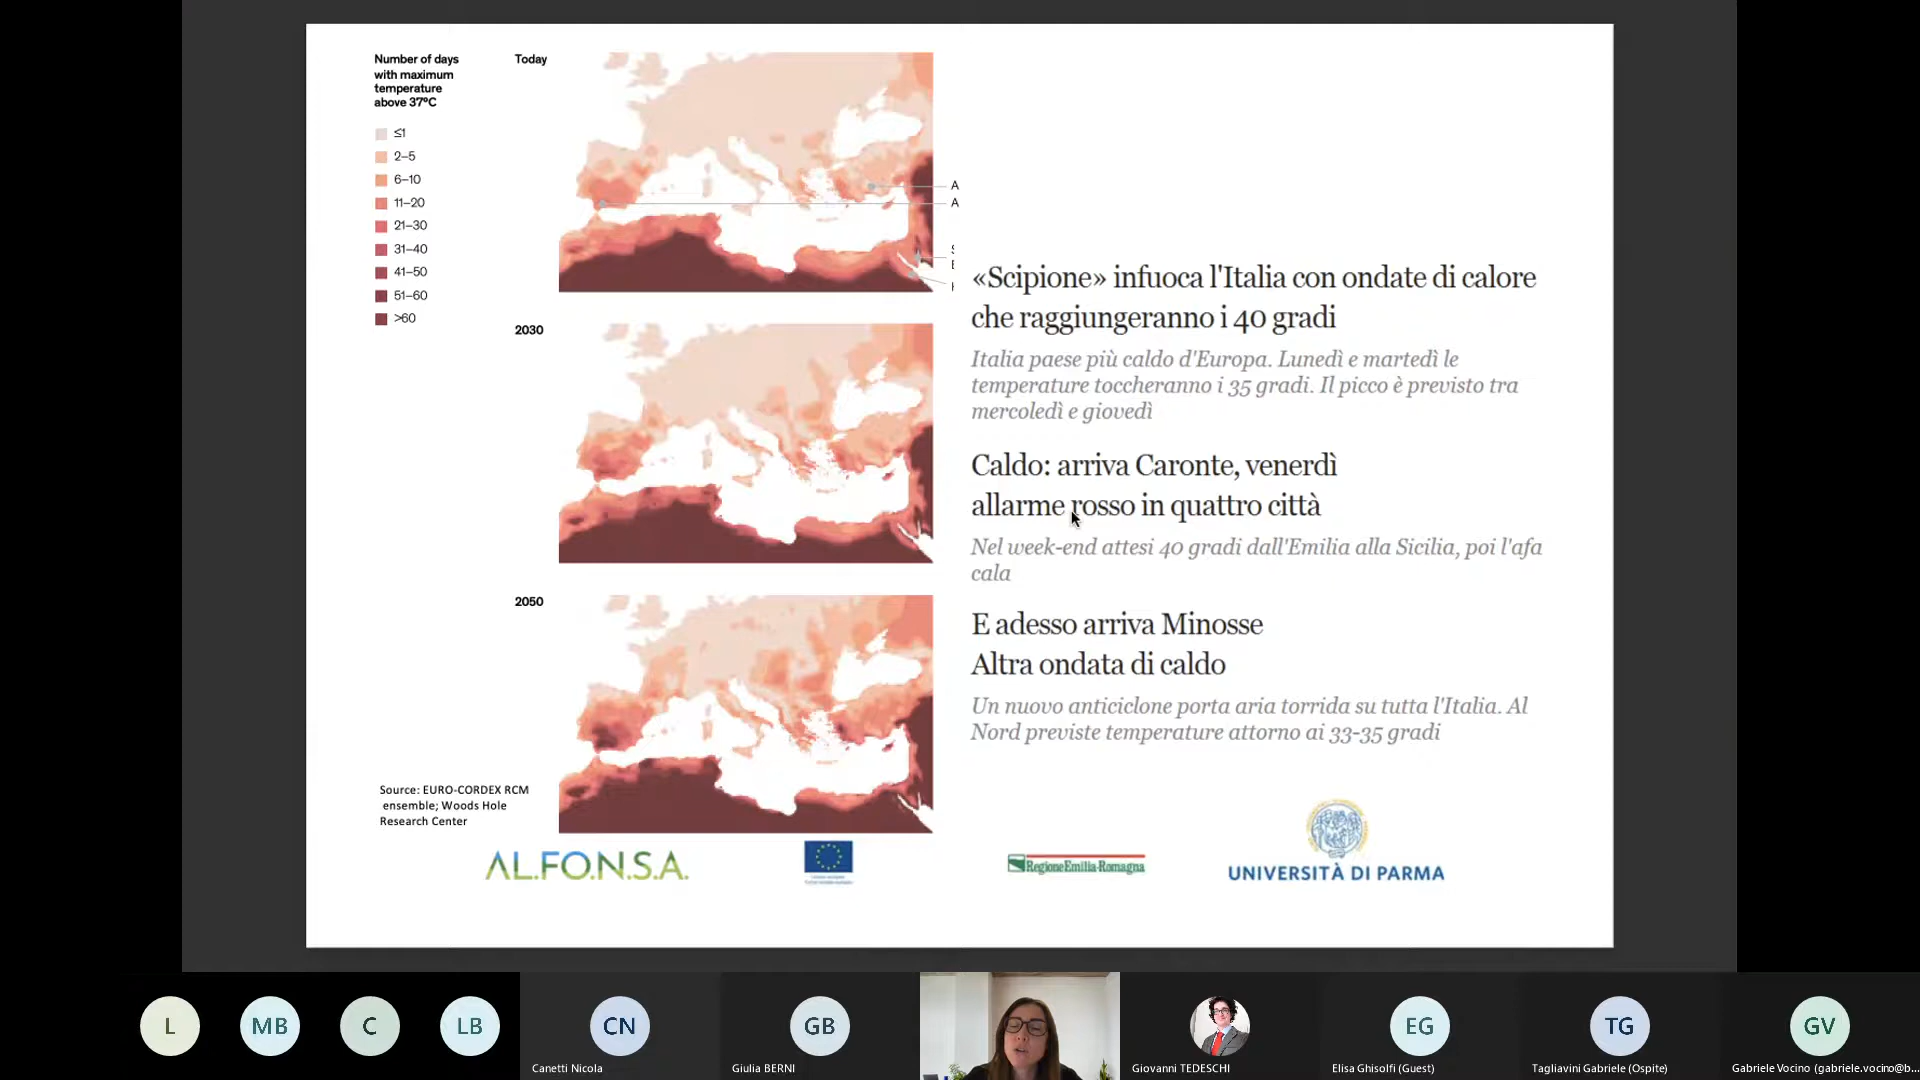 Number of days
with maximum
temperature
above 37ºC
≤1
2–5
6–10
11–20
21–30
31–40
41–50
51–60
>60
Today
A
A
2030
2050
Source: EURO-CORDEX RCM
ensemble; Woods Hole
Research Center
«Scipione» infuoca l'Italia con ondate di calore
che raggiungeranno i 40 gradi
Italia paese più caldo d'Europa. Lunedì e martedì le
temperature toccheranno i 35 gradi. Il picco è previsto tra
mercoledì e giovedì
Caldo: arriva Caronte, venerdì
allarme rosso in quattro città
Nel week-end attesi 40 gradi dall'Emilia alla Sicilia, poi l'afa
cala
E adesso arriva Minosse
Altra ondata di caldo
Un nuovo anticiclone porta aria torrida su tutta l'Italia. Al
Nord previste temperature attorno ai 33-35 gradi
AL.FO.N.S.A.
RegioneEmilia-Romagna
UNIVERSITÀ DI PARMA
L
MB
C
LB
CN
GB
EG
TG
GV
Canetti Nicola
Giulia BERNI
Giovanni TEDESCHI
Elisa Ghisolfi (Guest)
Tagliavini Gabriele (Ospite)
Gabriele Vocino (gabriele.vocino@b...